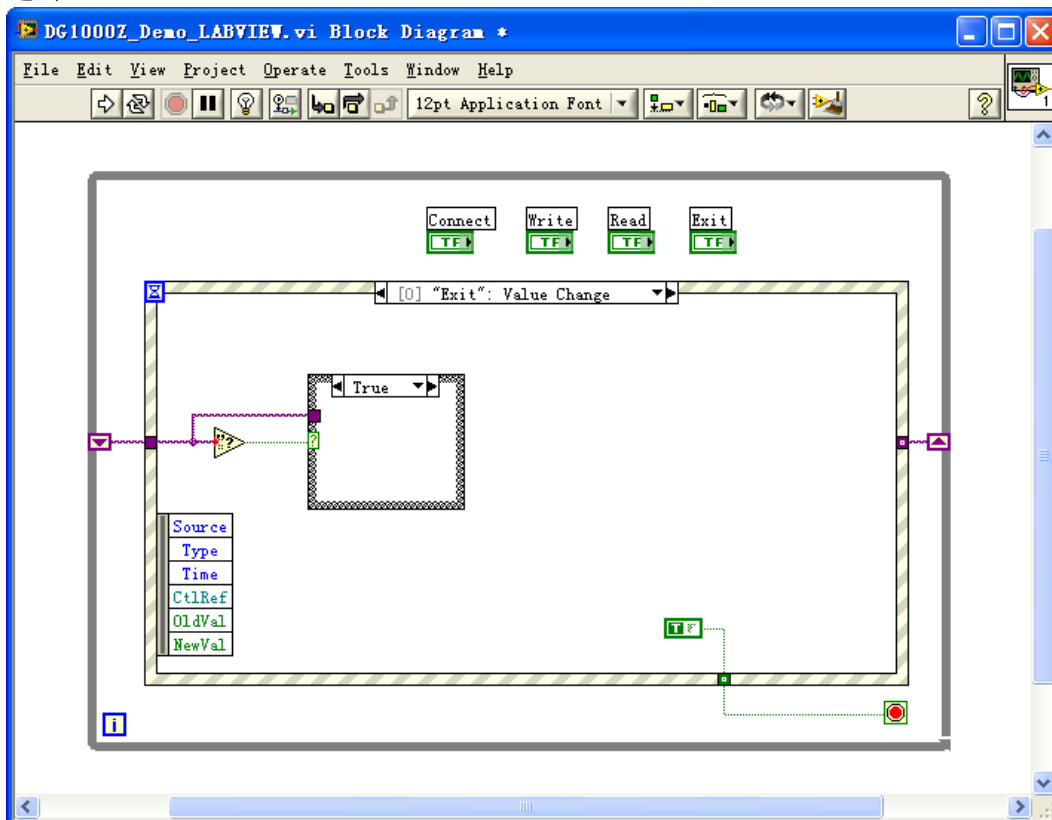 DG1000Z_Demo_LABVIEW.vi Block Diagram *
File Edit View Project Operate Tools Window Help
12pt Application Font
1
Connect Write Read Exit
TF TF TF TF
[0] "Exit": Value Change
True
?
?
Source
Type
Time
CtlRef
OldVal
NewVal
T F
i